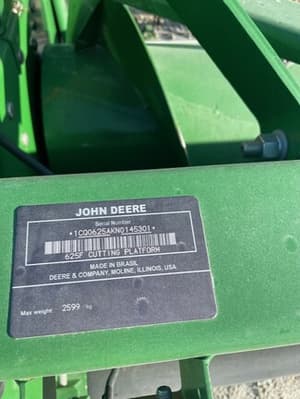 JOHN DEERE
Serial Number
*1CQ0625AKN0145301*
625F CUTTING PLATFORM
MADE IN BRASIL
DEERE & COMPANY, MOLINE, ILLINOIS, USA
Max weight 2599 kg